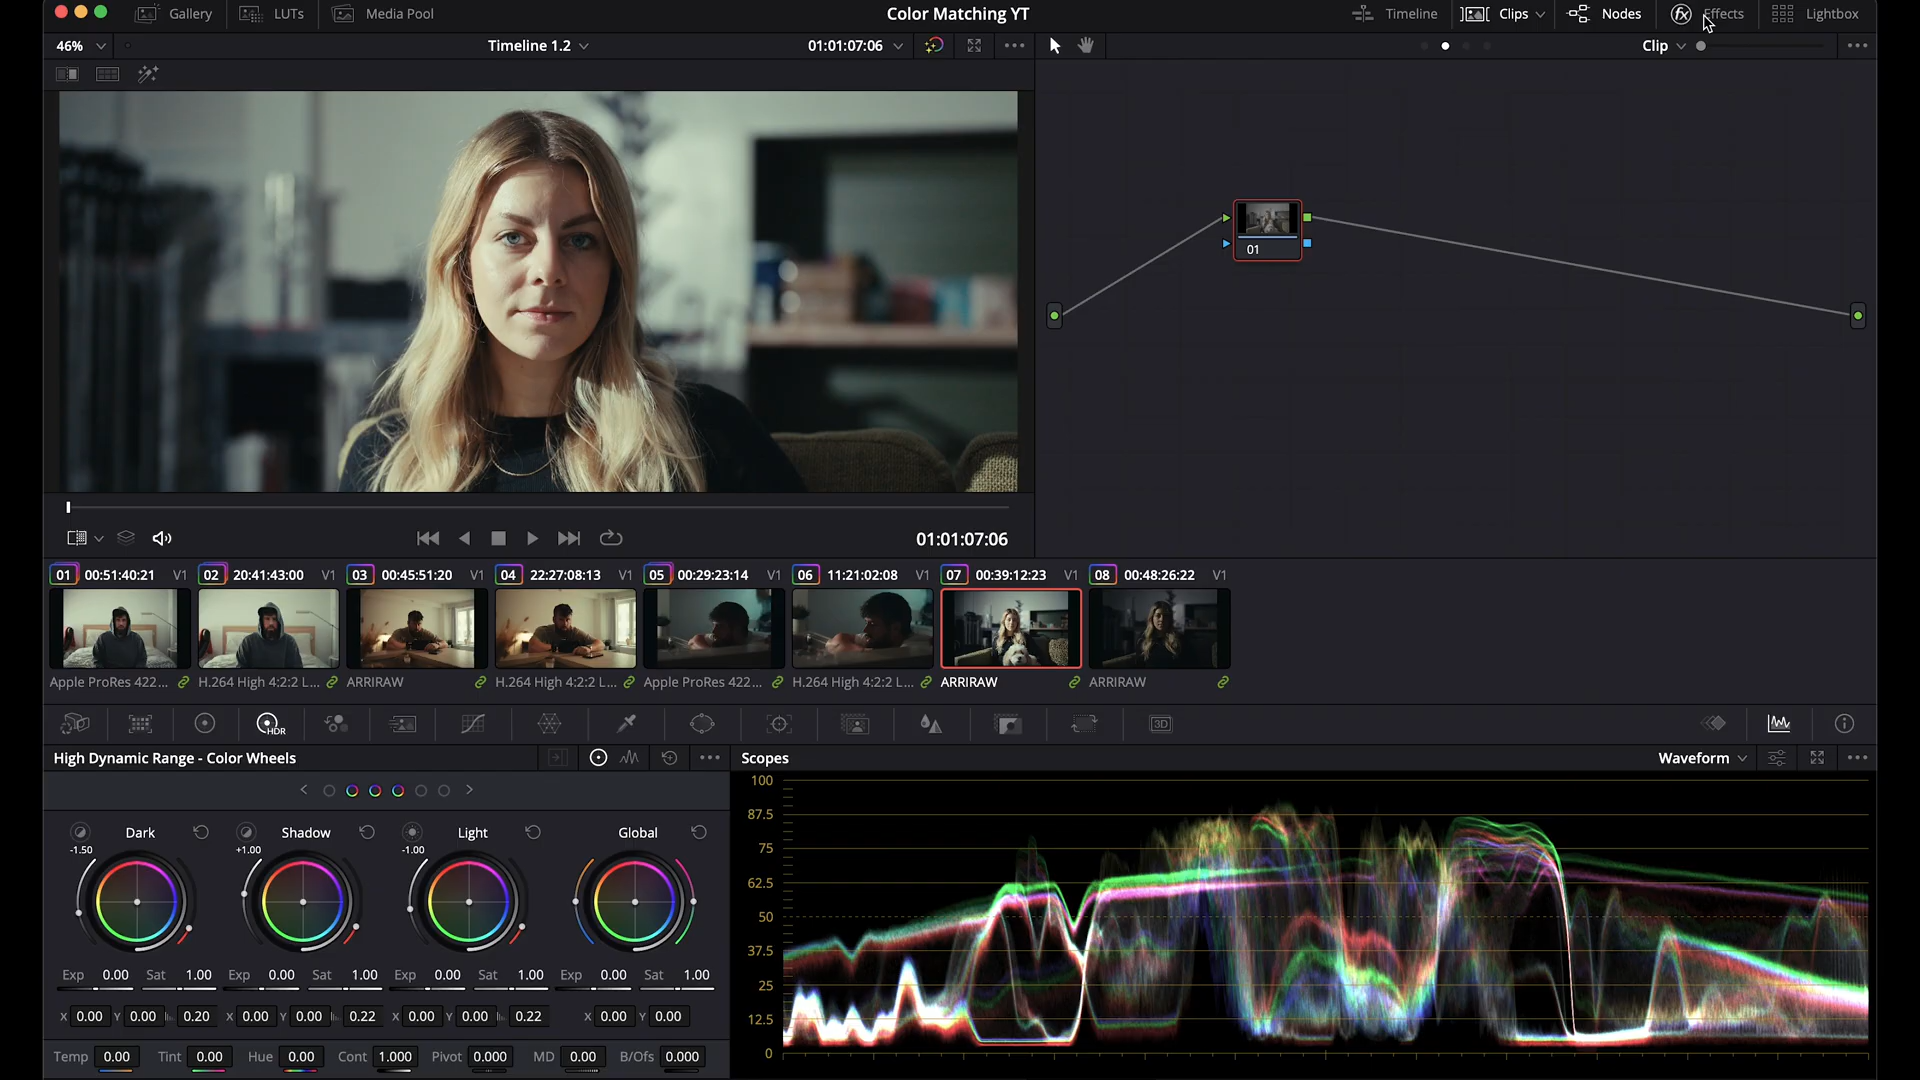 Gallery LUTs Media Pool Color Matching YT Timeline Clips Nodes Effects Lightbox
46% Timeline 1.2 01:01:07:06 Clip
01
01:01:07:06
01 00:51:40:21 V1 02 20:41:43:00 V1 03 00:45:51:20 V1 04 22:27:08:13 V1 05 00:29:23:14 V1 06 11:21:02:08 V1 07 00:39:12:23 V1 08 00:48:26:22 V1
Apple ProRes 422... H.264 High 4:2:2 L... ARRIRAW H.264 High 4:2:2 L... Apple ProRes 422... H.264 High 4:2:2 L... ARRIRAW ARRIRAW
HDR 3D
High Dynamic Range - Color Wheels
Dark Shadow Light Global
-1.50 +1.00 -1.00
Exp 0.00 Sat 1.00 Exp 0.00 Sat 1.00 Exp 0.00 Sat 1.00 Exp 0.00 Sat 1.00
X 0.00 Y 0.00 0.20 X 0.00 Y 0.00 0.22 X 0.00 Y 0.00 0.22 X 0.00 Y 0.00
Temp 0.00 Tint 0.00 Hue 0.00 Cont 1.000 Pivot 0.000 MD 0.00 B/Ofs 0.000
Scopes Waveform
100
87.5
75
62.5
50
37.5
25
12.5
0